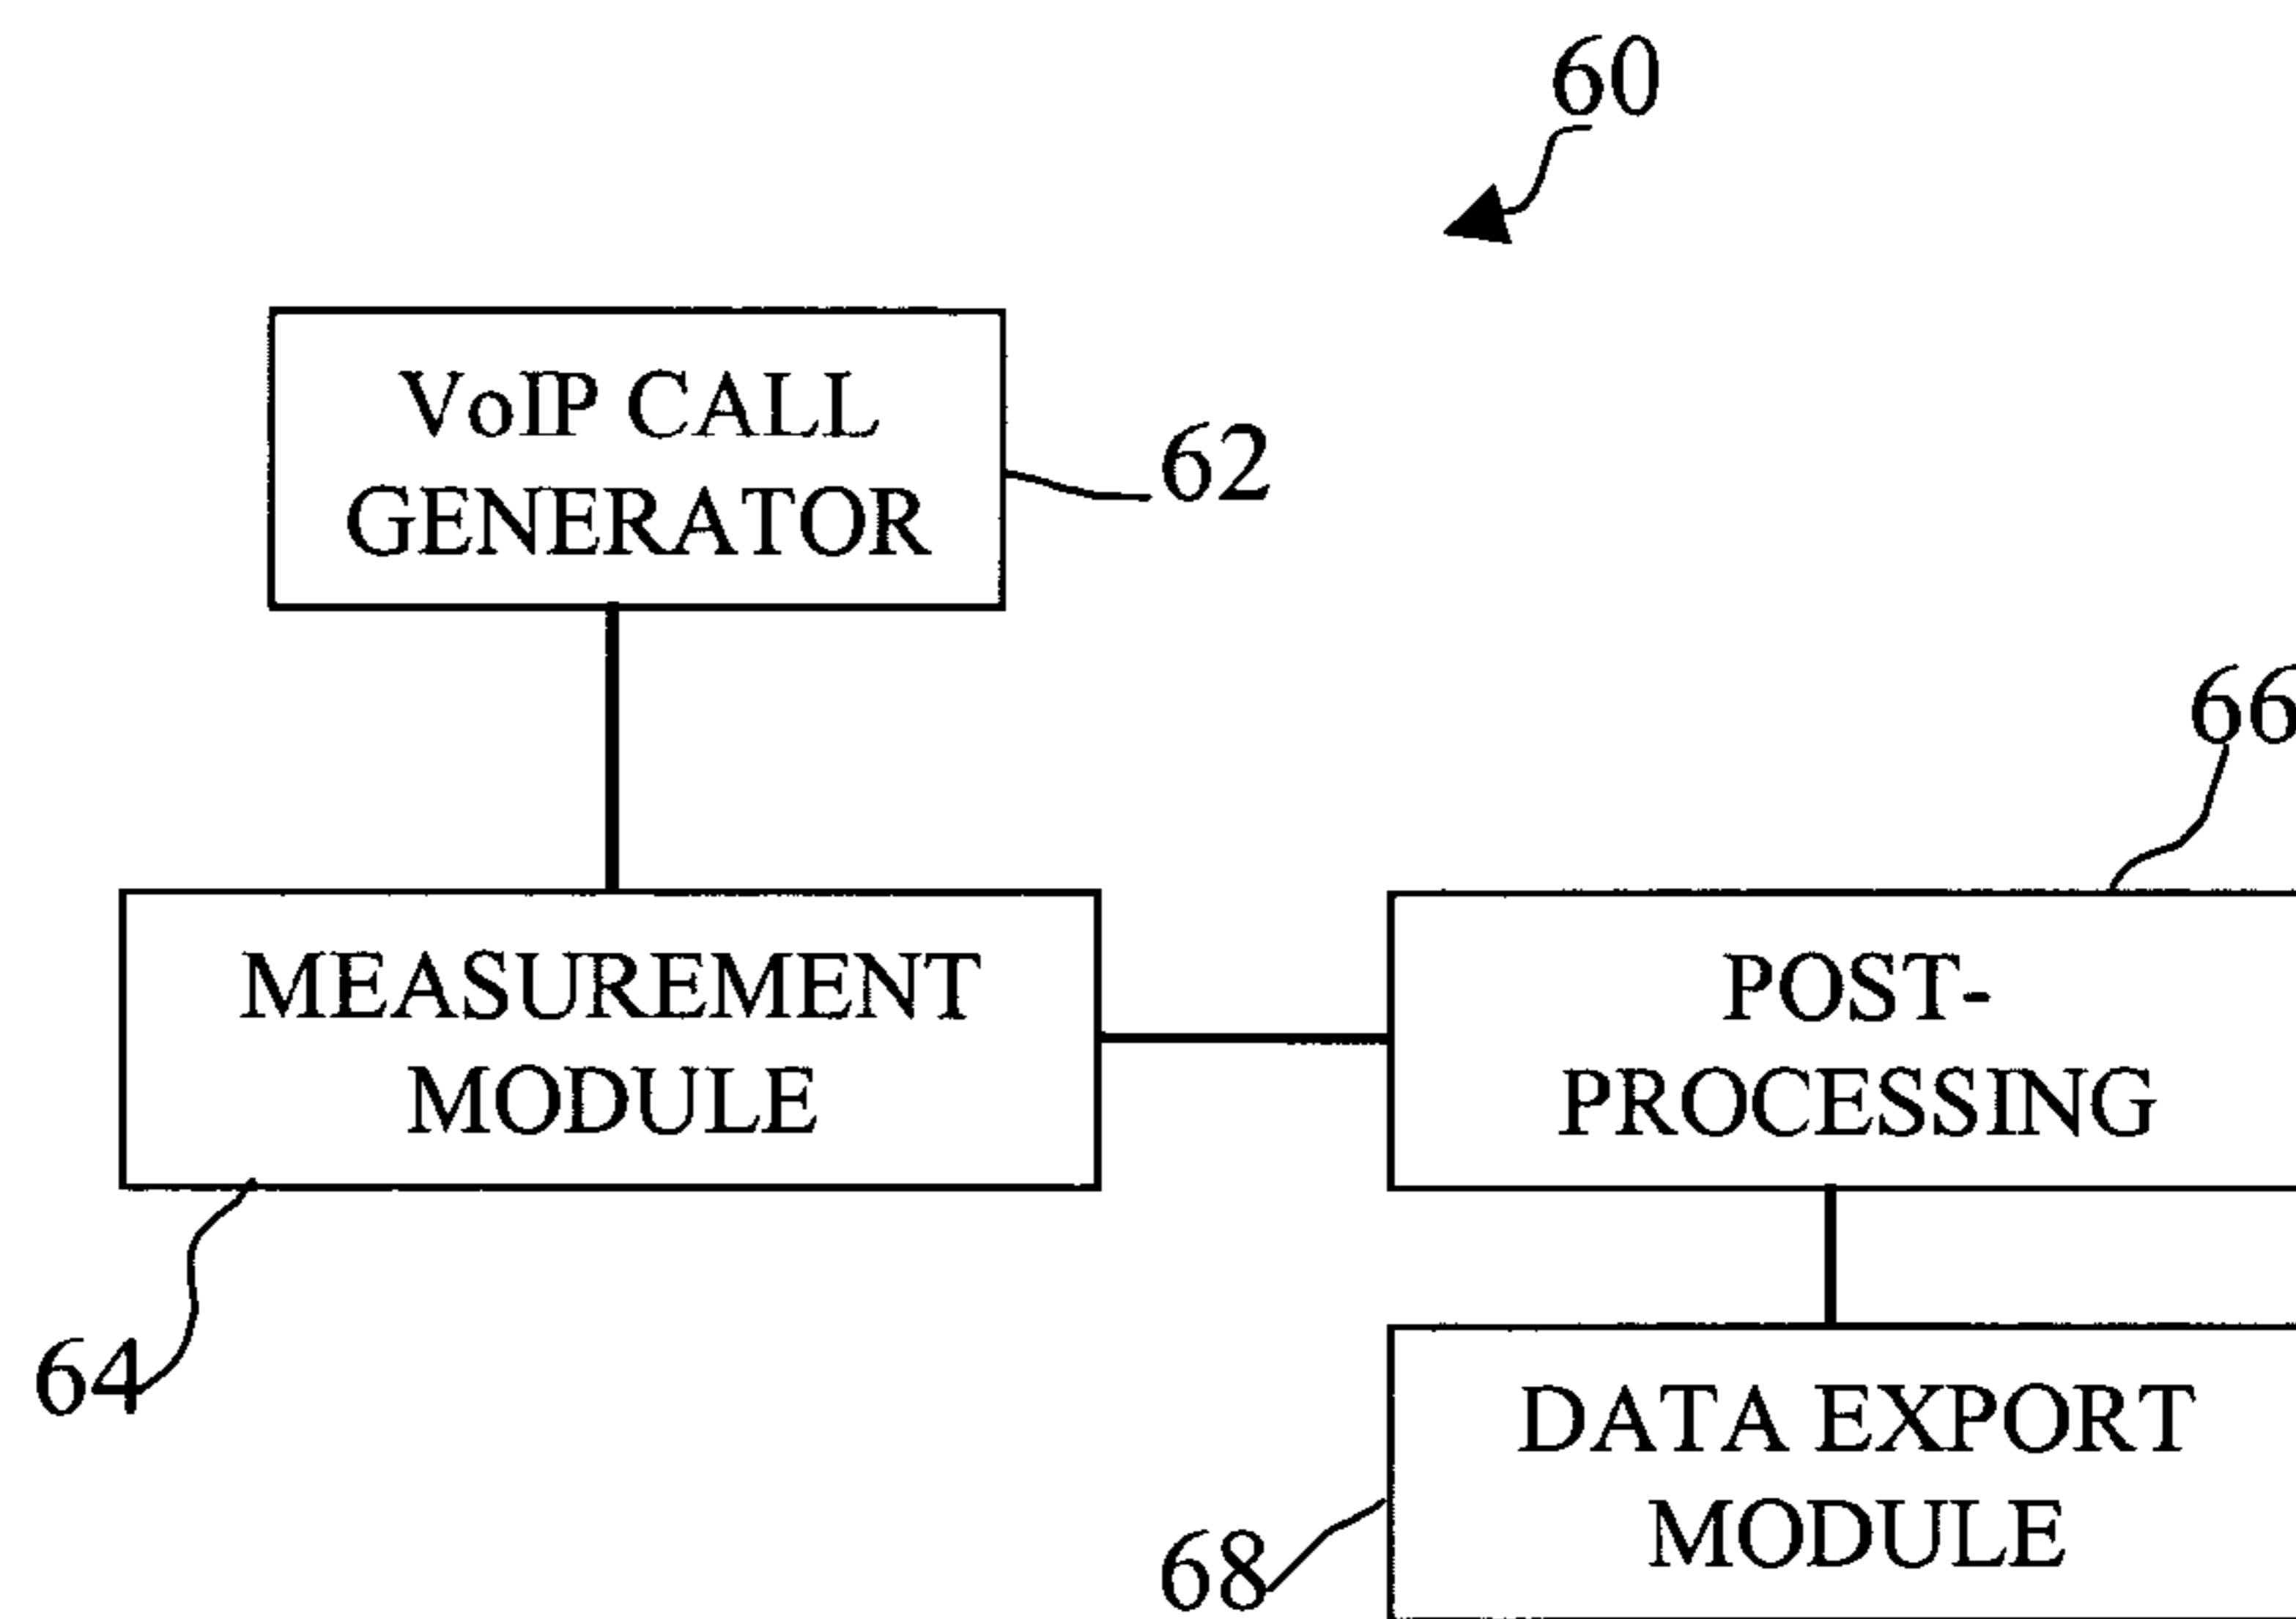 60
VoIP CALL
GENERATOR
62
66
MEASUREMENT
MODULE
POST-
PROCESSING
64
DATA EXPORT
MODULE
68